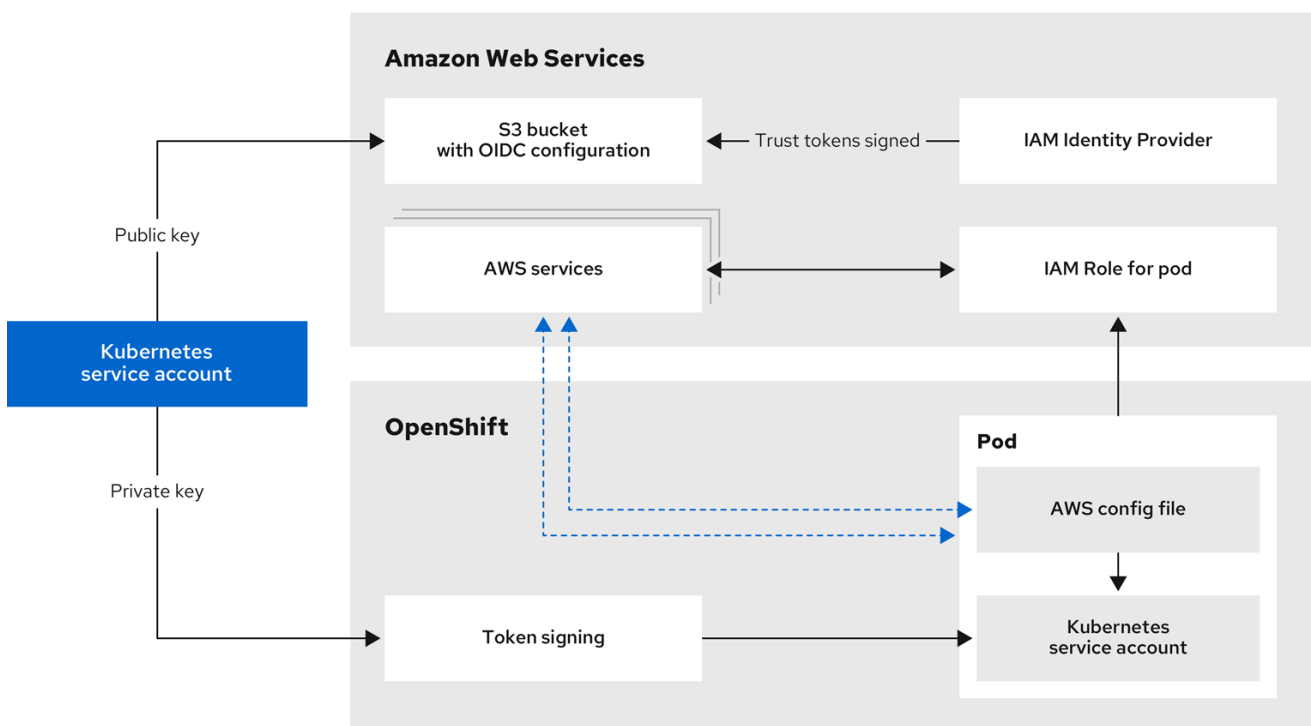 Amazon Web Services
S3 bucket
with OIDC configuration
Trust tokens signed
IAM Identity Provider
Public key
AWS services
IAM Role for pod
Kubernetes
service account
OpenShift
Pod
Private key
AWS config file
Token signing
Kubernetes
service account